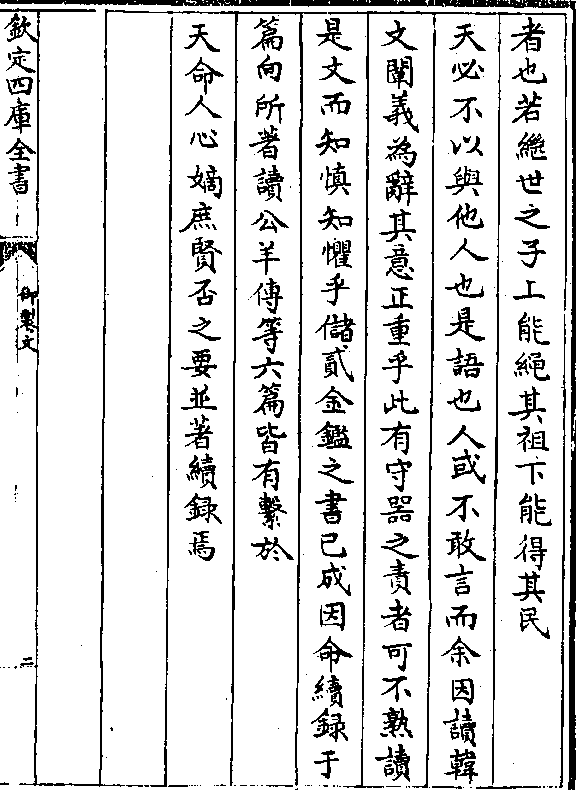 者也若繼世之子上能繩其祖下能得其民
天必不以與他人也是語也人或不敢言而余因讀韓
文闡義為辭其意正重乎此有守器之責者可不熟讀
是文而知慎知懼乎儲貳金鑑之書已成因命續録于
篇向所著讀公羊傳等六篇皆有繫於
天命人心嫡庶賢否之要並著續録焉
欽定四庫全書
御製文
二